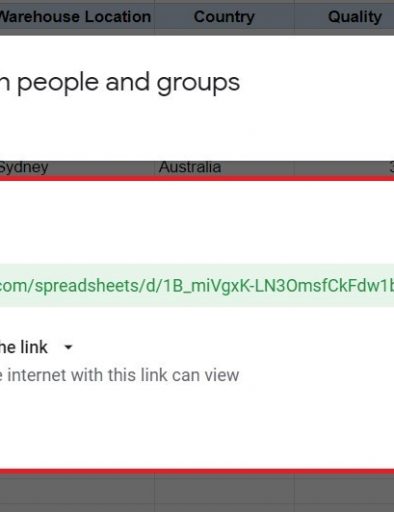 Warehouse Location Country Quality
n people and groups
Sydney Australia
com/spreadsheets/d/1B_miVgxK-LN3OmsfCkFdw1b
he link
e internet with this link can view